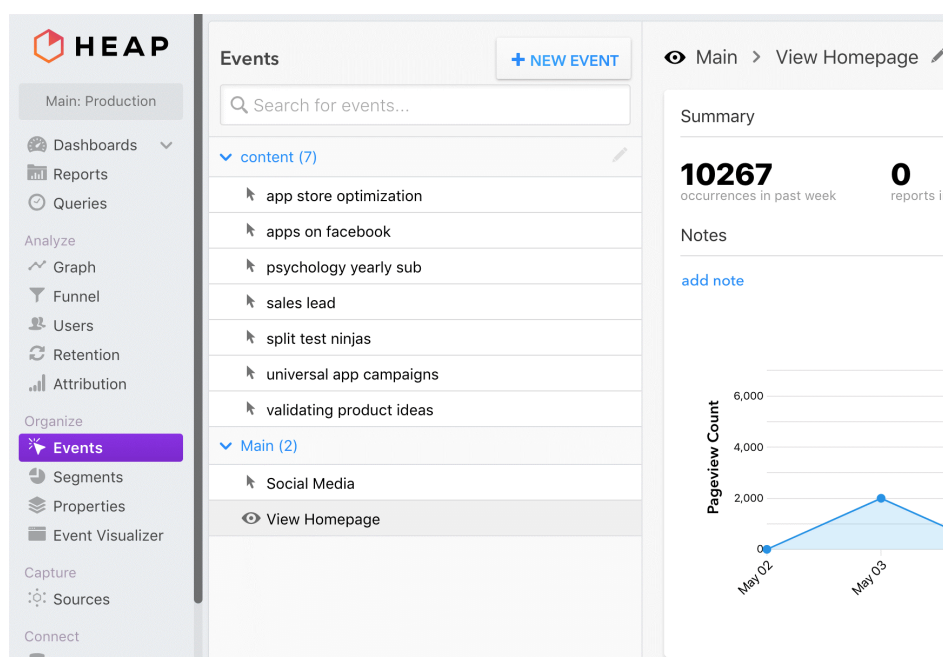 HEAP
Main: Production
Dashboards
Reports
Queries
Analyze
Graph
Funnel
Users
Retention
Attribution
Organize
Events
Segments
Properties
Event Visualizer
Capture
Sources
Connect
Events
+ NEW EVENT
Search for events...
content (7)
app store optimization
apps on facebook
psychology yearly sub
sales lead
split test ninjas
universal app campaigns
validating product ideas
Main (2)
Social Media
View Homepage
Main > View Homepage
Summary
10267
occurrences in past week
0
reports i
Notes
add note
Pageview Count
6,000
4,000
2,000
0
May 02
May 03